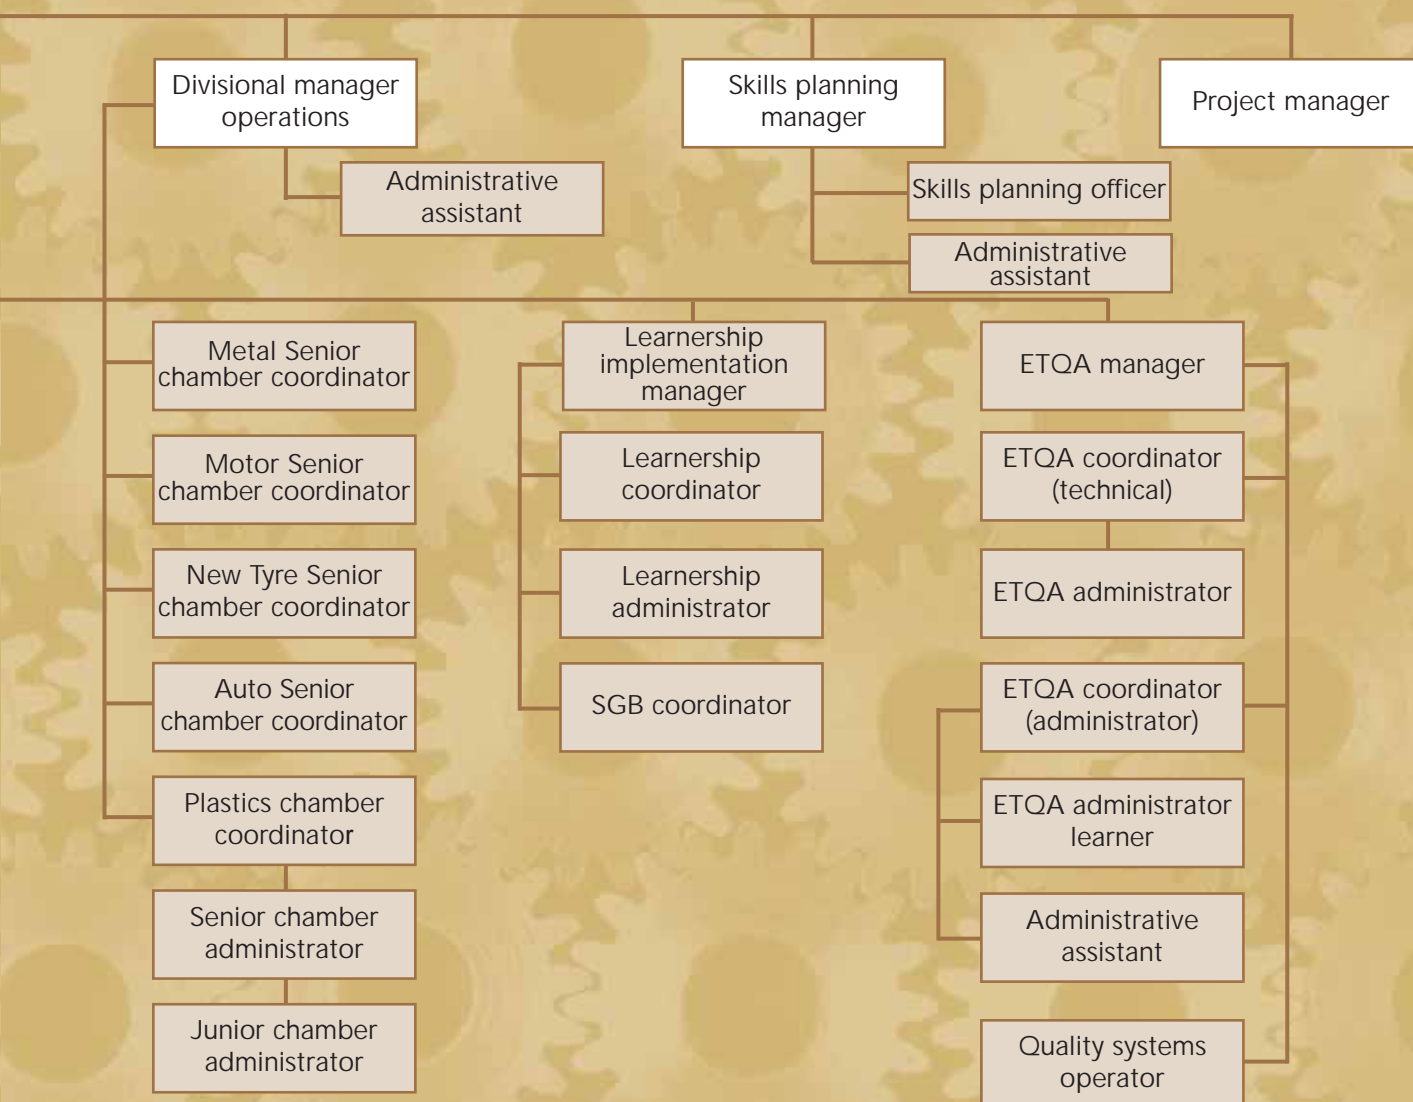 Divisional manager
operations
Skills planning
manager
Project manager
Administrative
assistant
Skills planning officer
Administrative
assistant
Metal Senior
chamber coordinator
Motor Senior
chamber coordinator
New Tyre Senior
chamber coordinator
Auto Senior
chamber coordinator
Plastics chamber
coordinator
Senior chamber
administrator
Junior chamber
administrator
Learnership
implementation
manager
Learnership
coordinator
Learnership
administrator
SGB coordinator
ETQA manager
ETQA coordinator
(technical)
ETQA administrator
ETQA coordinator
(administrator)
ETQA administrator
learner
Administrative
assistant
Quality systems
operator